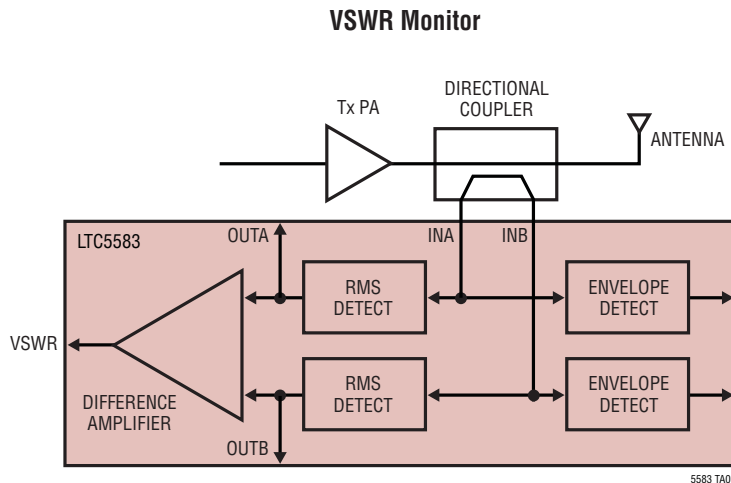 VSWR Monitor
DIRECTIONAL
COUPLER
Tx PA
ANTENNA
LTC5583
OUTA
INA
INB
RMS
DETECT
ENVELOPE
DETECT
VSWR
RMS
DETECT
ENVELOPE
DETECT
DIFFERENCE
AMPLIFIER
OUTB
5583 TA0